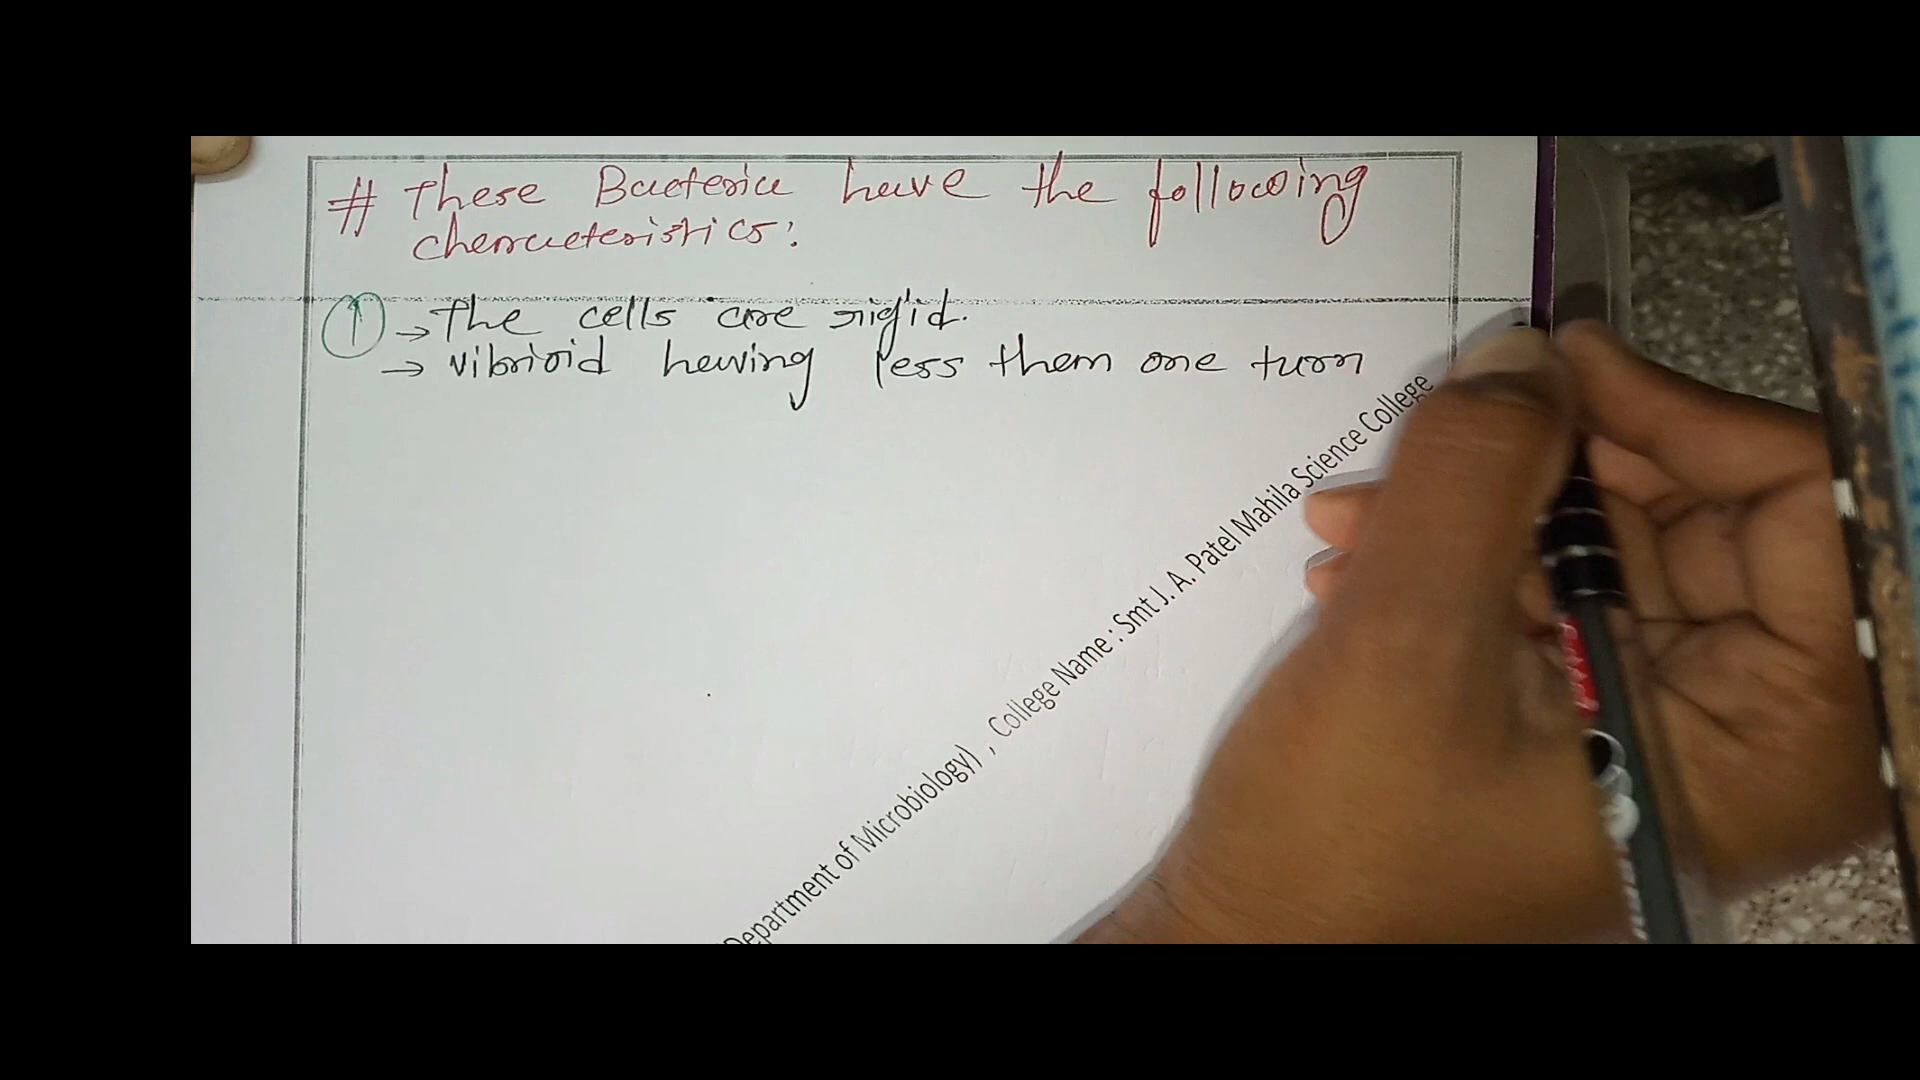 # These Bacteria have the following
characteristics:
① → The cells are rigid.
→ Vibrioid having less than one turn
Department of Microbiology) , College Name : Smt J. A. Patel Mahila Science College